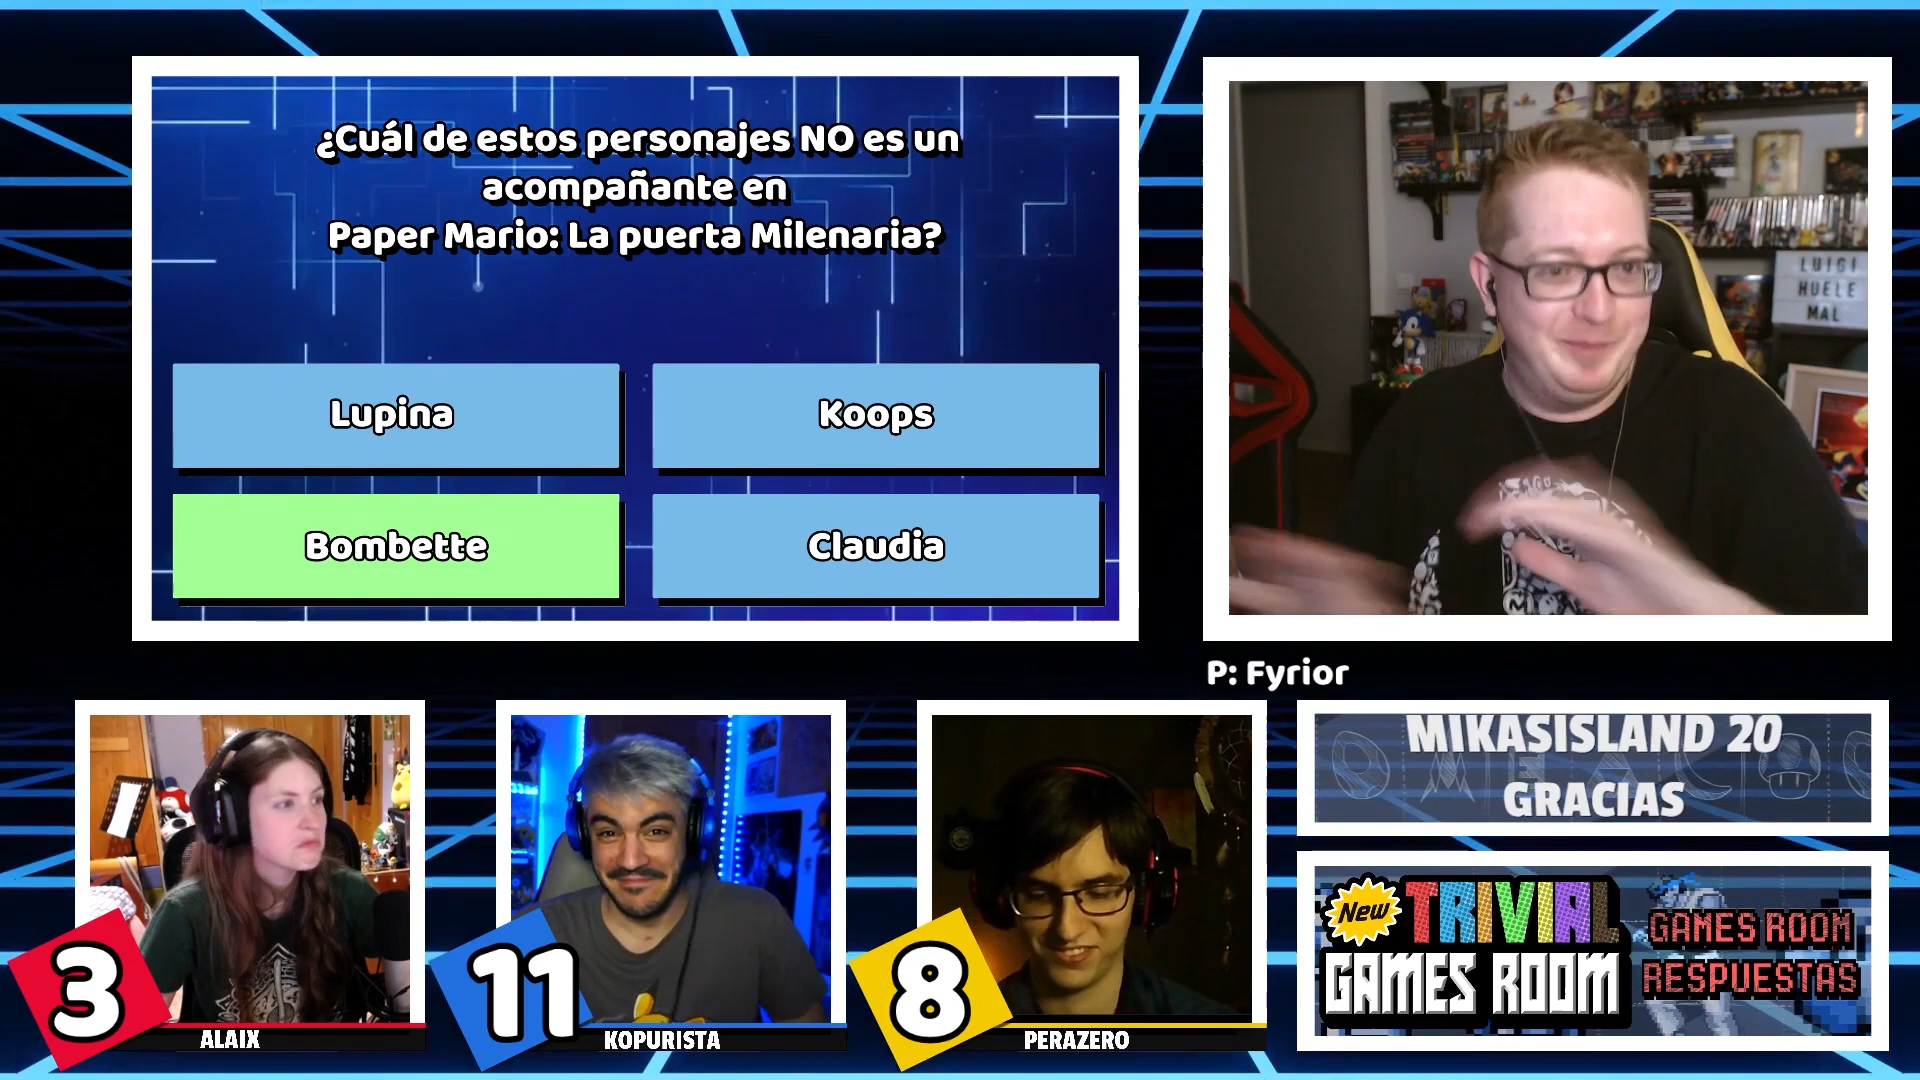 ¿Cuál de estos personajes NO es un
acompañante en
Paper Mario: La puerta Milenaria?
Lupina
Koops
Bombette
Claudia
LUIGI
HUELE
MAL
P: Fyrior
MIKASISLAND 20
GRACIAS
New TRIVIAL
GAMES ROOM
GAMES ROOM
RESPUESTAS
3
ALAIX
11
KOPURISTA
8
PERAZERO